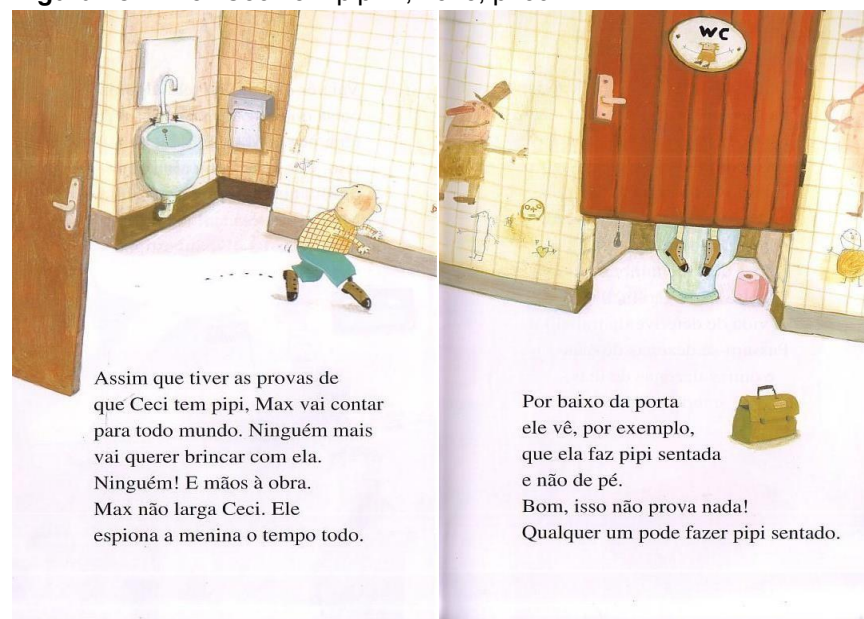 WC
Assim que tiver as provas de
que Ceci tem pipi, Max vai contar
para todo mundo. Ninguém mais
vai querer brincar com ela.
Ninguém! E mãos à obra.
Max não larga Ceci. Ele
espiona a menina o tempo todo.
Por baixo da porta
ele vê, por exemplo,
que ela faz pipi sentada
e não de pé.
Bom, isso não prova nada!
Qualquer um pode fazer pipi sentado.